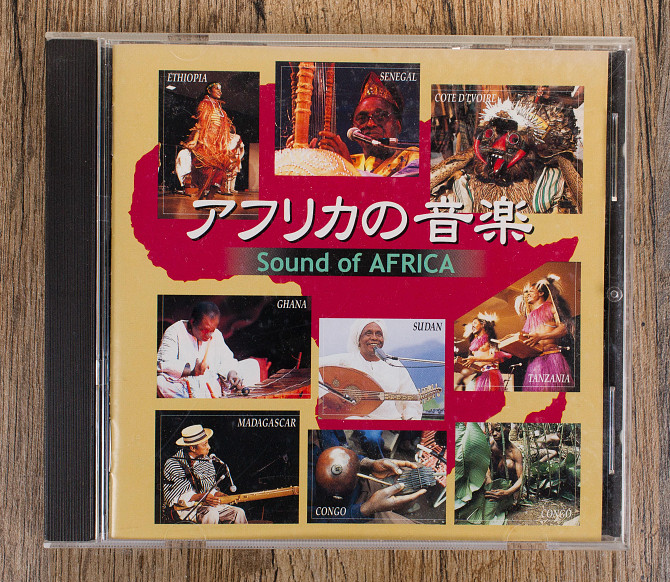 ETHIOPIA
SENEGAL
COTE D'IVOIRE
アフリカの音楽
Sound of AFRICA
GHANA
SUDAN
TANZANIA
MADAGASCAR
CONGO
CONGO